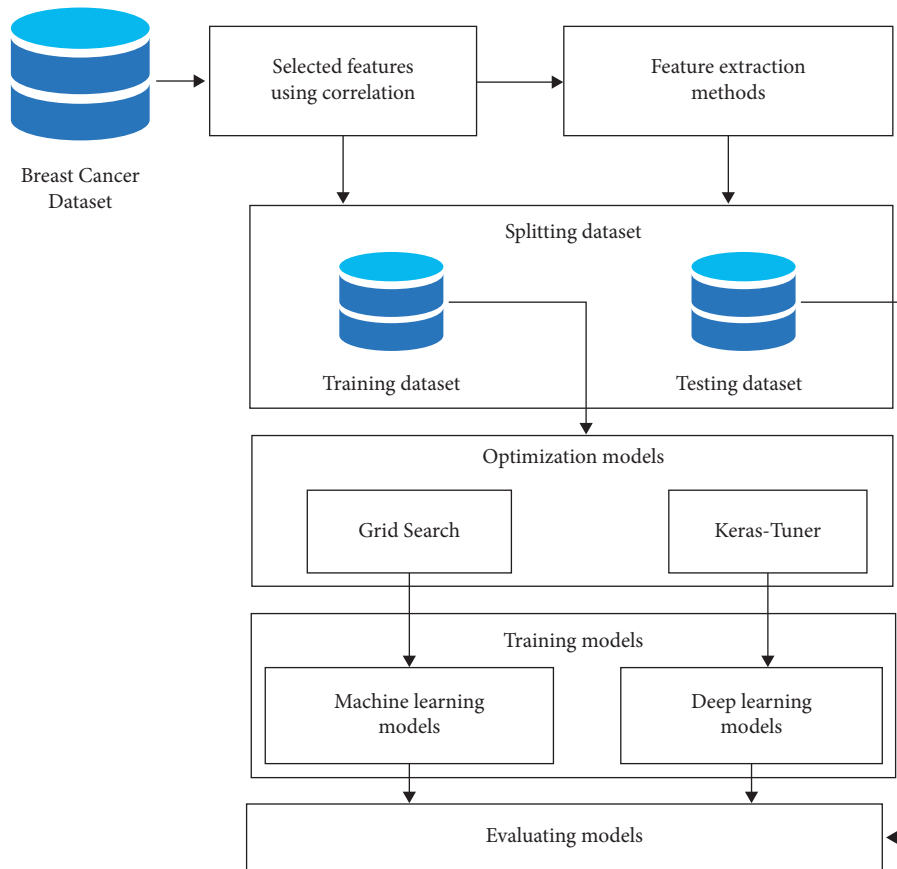 Breast Cancer
Dataset
Selected features
using correlation
Feature extraction
methods
Splitting dataset
Training dataset
Testing dataset
Optimization models
Grid Search
Keras-Tuner
Training models
Machine learning
models
Deep learning
models
Evaluating models